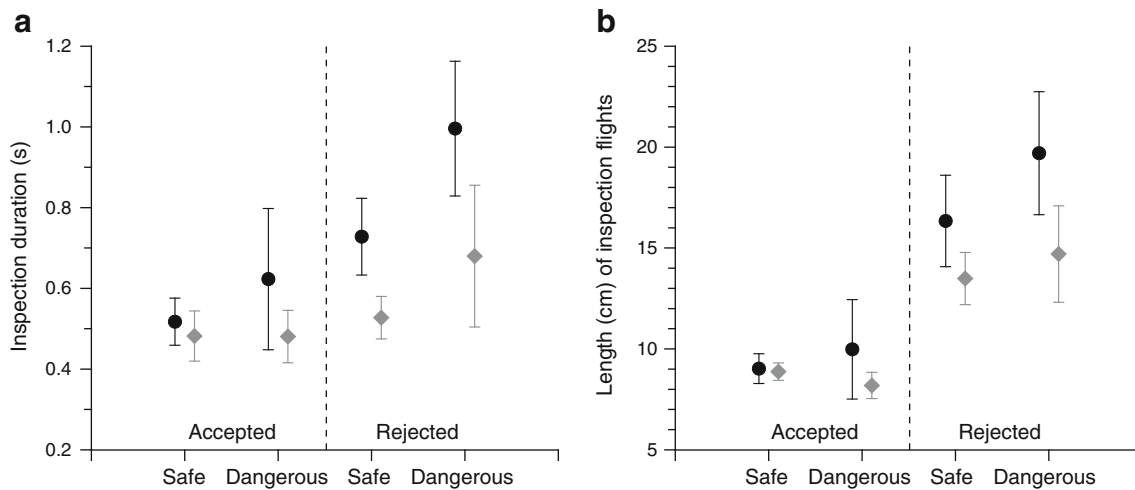 a
Inspection duration (s)
1.2
1.0
0.8
0.6
0.4
0.2
Accepted
Rejected
Safe
Dangerous
Safe
Dangerous
b
Length (cm) of inspection flights
25
20
15
10
5
Accepted
Rejected
Safe
Dangerous
Safe
Dangerous